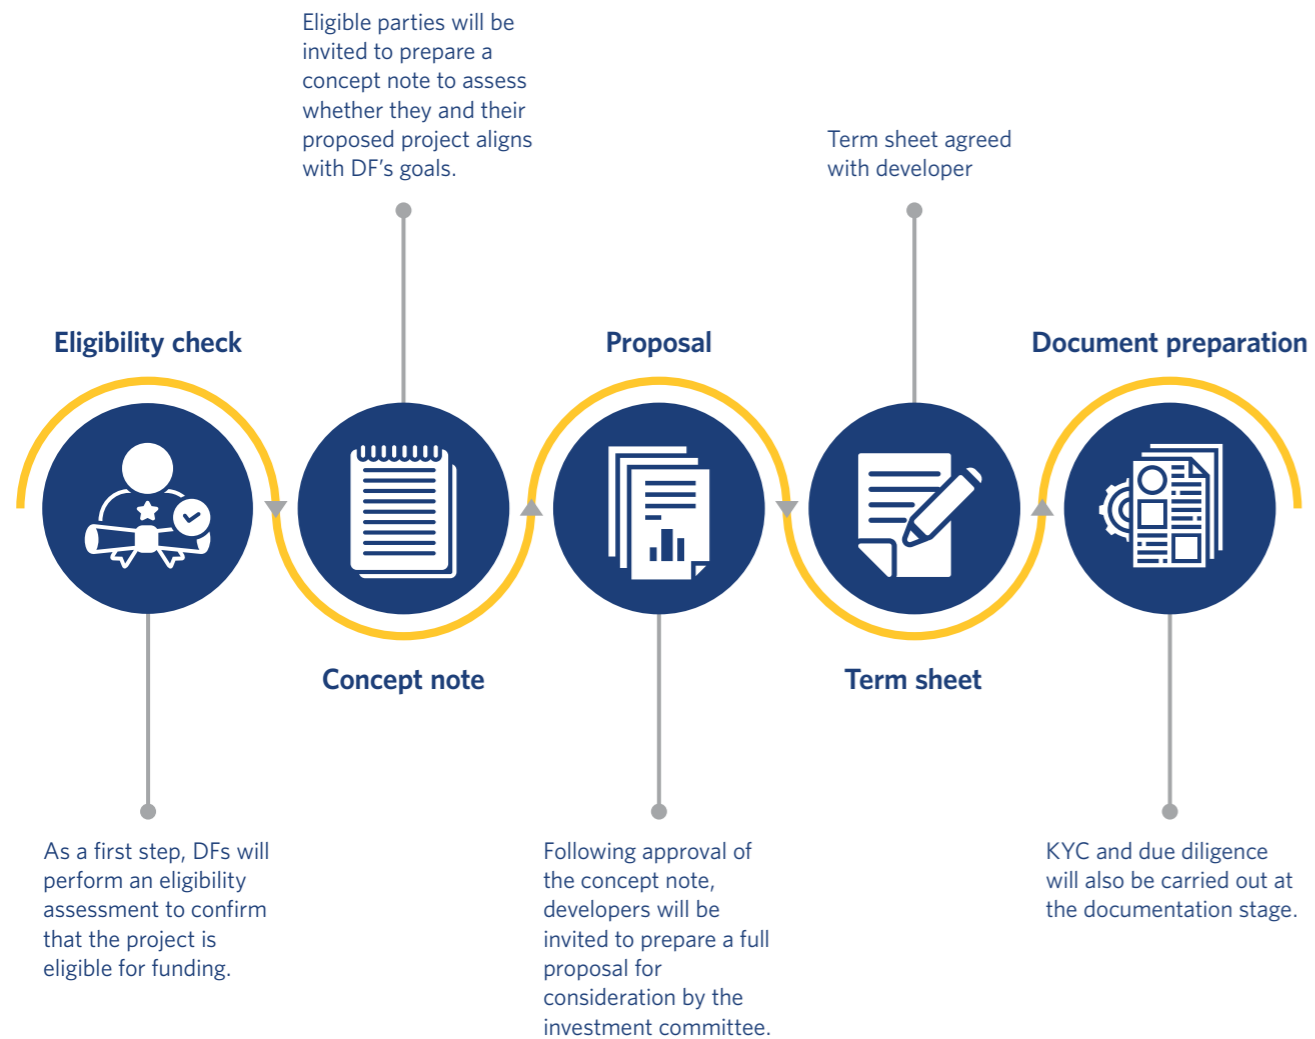 Eligible parties will be
invited to prepare a
concept note to assess
whether they and their
proposed project aligns
with DF’s goals.
Term sheet agreed
with developer
Eligibility check
Proposal
Document preparation
Concept note
Term sheet
As a first step, DFs will
perform an eligibility
assessment to confirm
that the project is
eligible for funding.
Following approval of
the concept note,
developers will be
invited to prepare a full
proposal for
consideration by the
investment committee.
KYC and due diligence
will also be carried out at
the documentation stage.